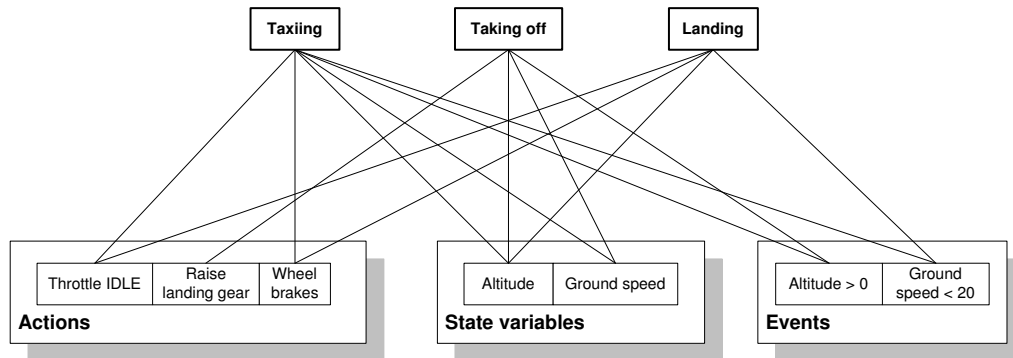 Taxiing
Taking off
Landing
Throttle IDLE
Raise
landing gear
Wheel
brakes
Actions
Altitude
Ground speed
State variables
Altitude > 0
Ground
speed < 20
Events